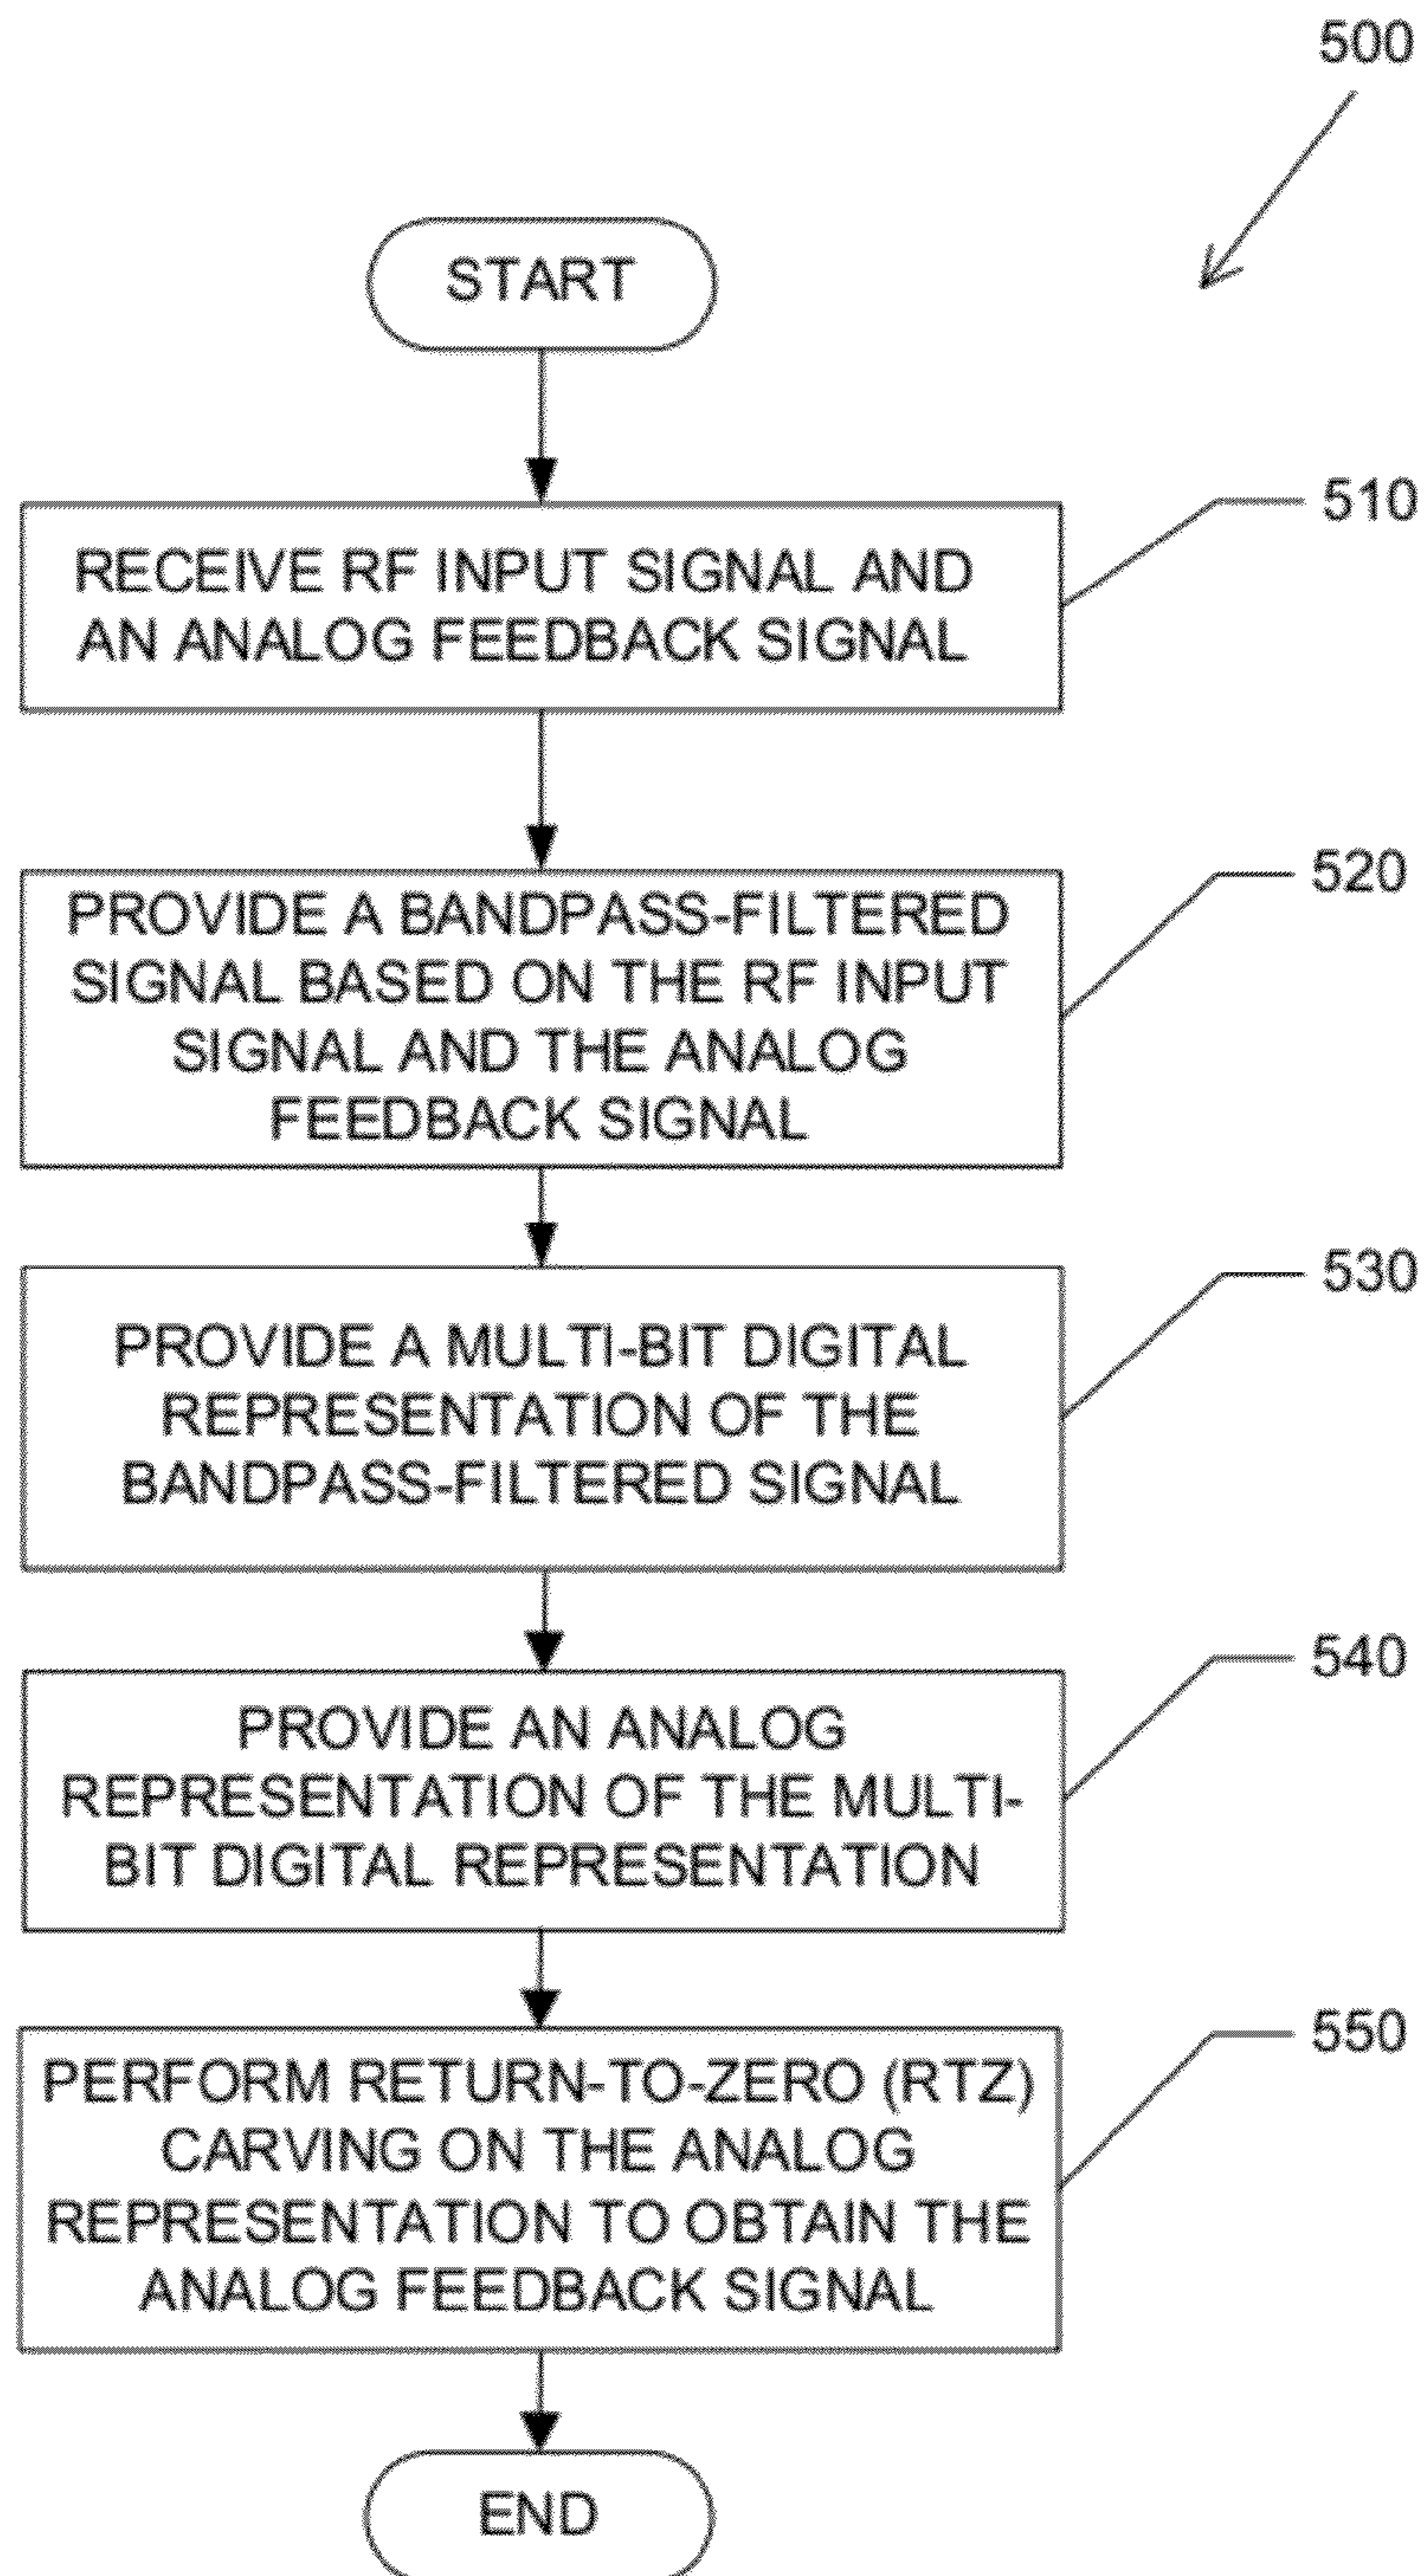 500
START
510
RECEIVE RF INPUT SIGNAL AND
AN ANALOG FEEDBACK SIGNAL
520
PROVIDE A BANDPASS-FILTERED
SIGNAL BASED ON THE RF INPUT
SIGNAL AND THE ANALOG
FEEDBACK SIGNAL
530
PROVIDE A MULTI-BIT DIGITAL
REPRESENTATION OF THE
BANDPASS-FILTERED SIGNAL
540
PROVIDE AN ANALOG
REPRESENTATION OF THE MULTI-
BIT DIGITAL REPRESENTATION
550
PERFORM RETURN-TO-ZERO (RTZ)
CARVING ON THE ANALOG
REPRESENTATION TO OBTAIN THE
ANALOG FEEDBACK SIGNAL
END